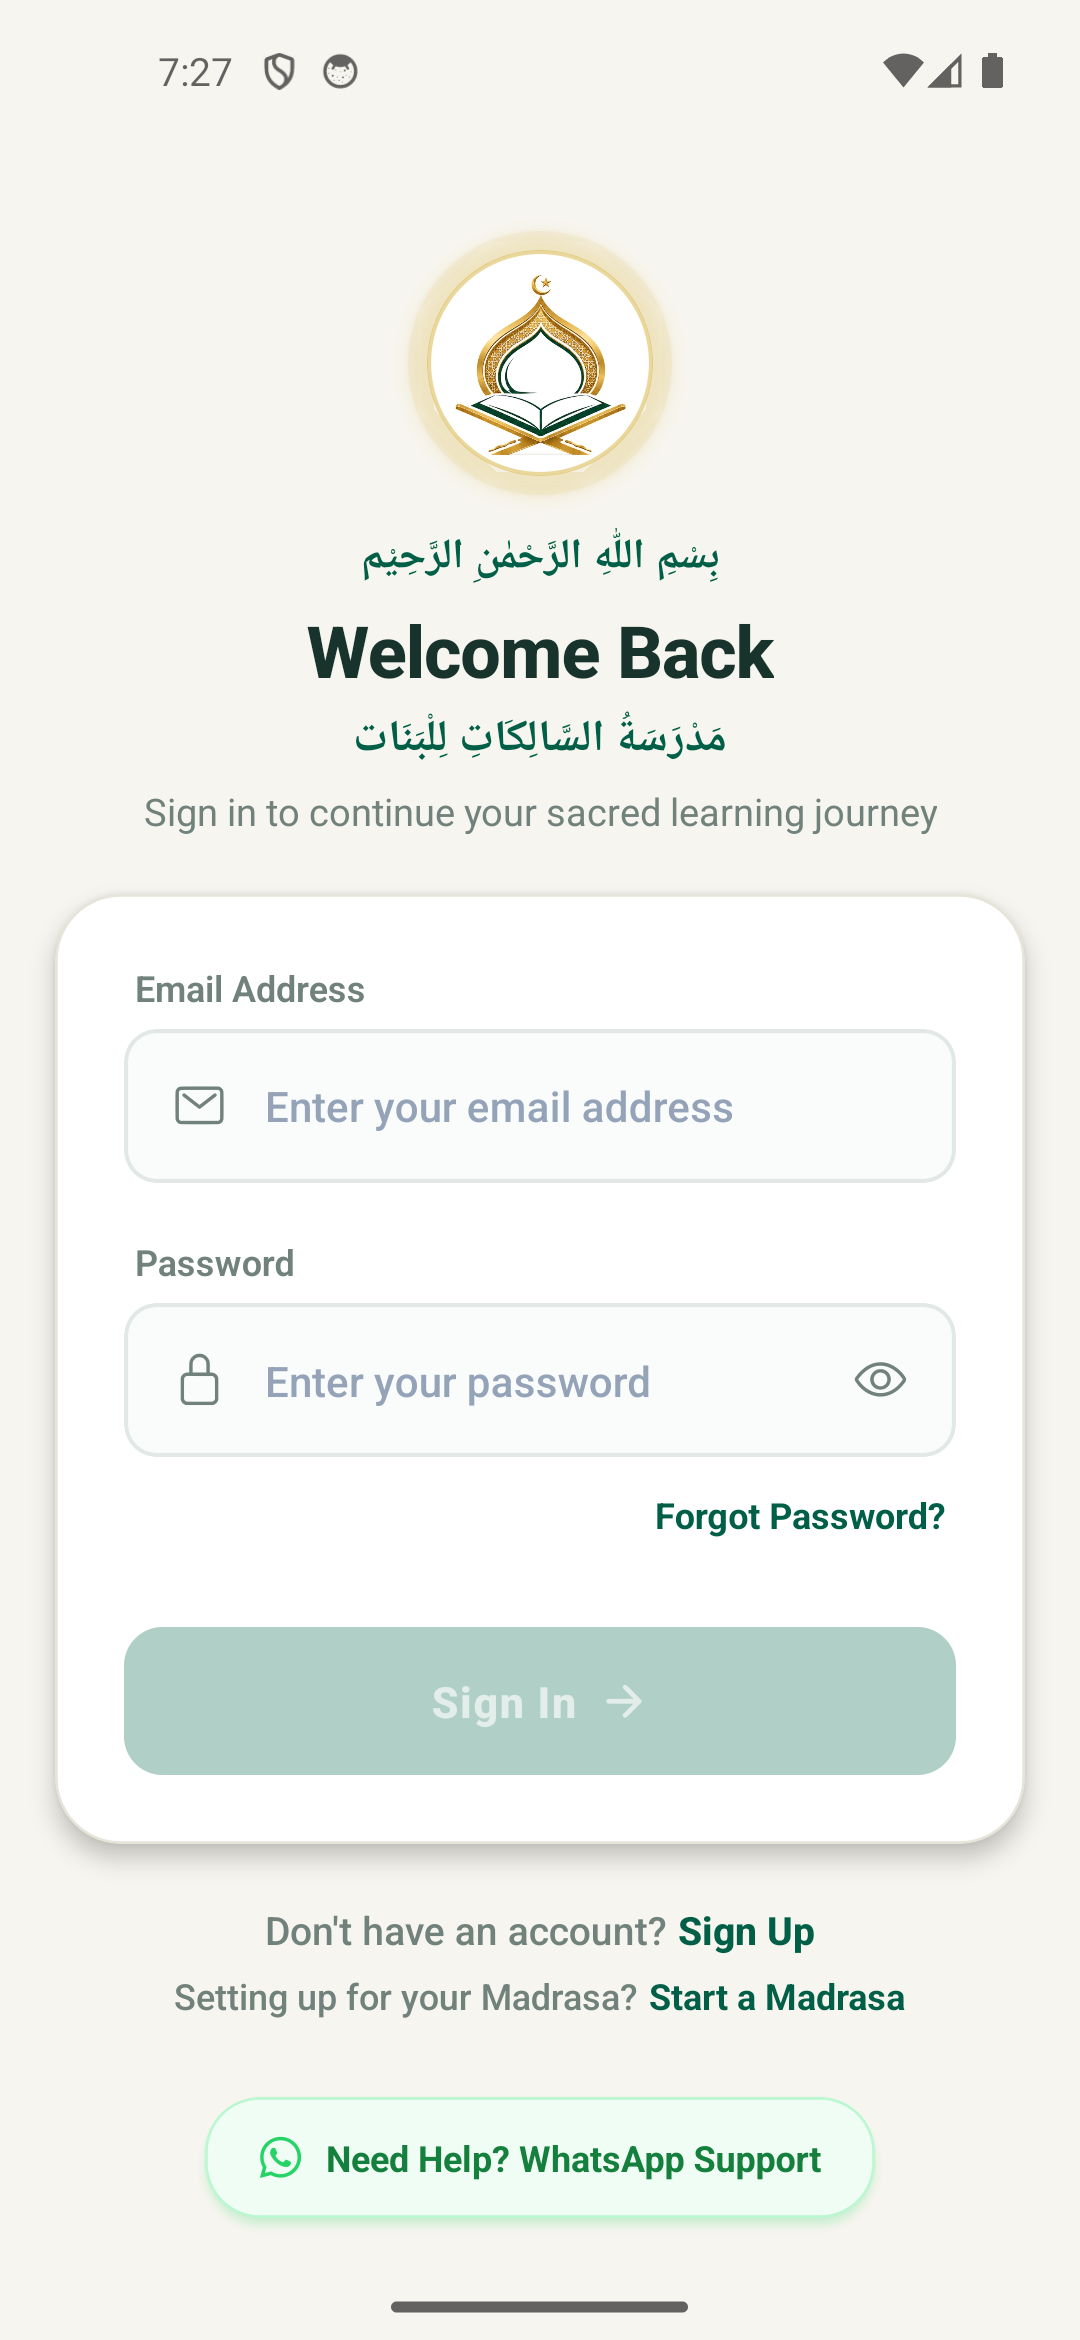 7:27
بِسْمِ اللّٰهِ الرَّحْمٰنِ الرَّحِيْم
Welcome Back
مَدْرَسَةُ السَّالِكَاتِ لِلْبَنَات
Sign in to continue your sacred learning journey
Email Address
Enter your email address
Password
Enter your password
Forgot Password?
Sign In →
Don't have an account? Sign Up
Setting up for your Madrasa? Start a Madrasa
Need Help? WhatsApp Support